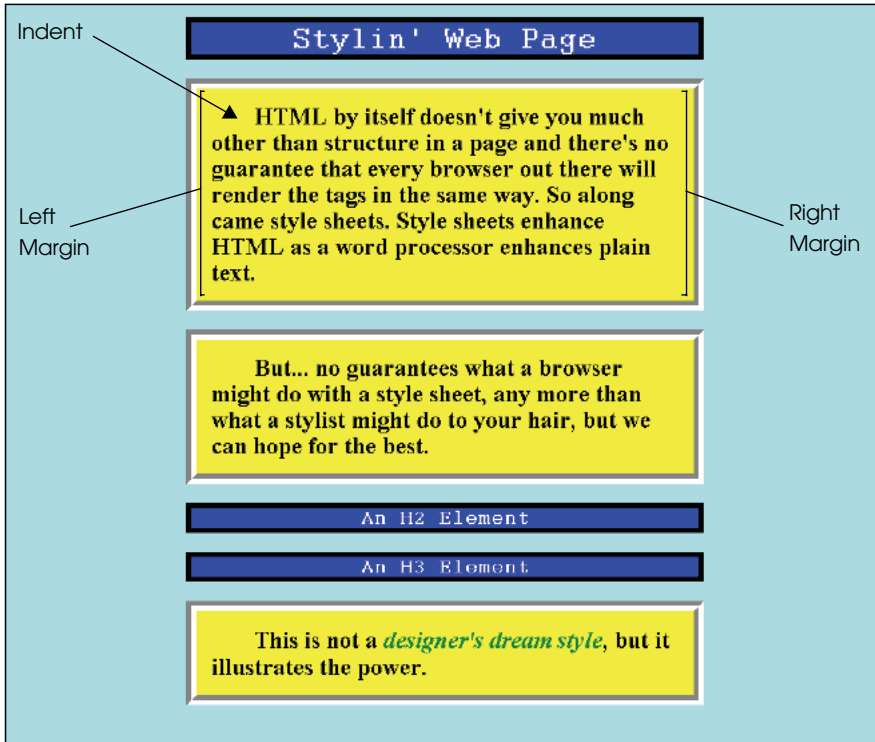 Stylin' Web Page
Indent
HTML by itself doesn't give you much
other than structure in a page and there's no
guarantee that every browser out there will
render the tags in the same way. So along
came style sheets. Style sheets enhance
HTML as a word processor enhances plain
text.
Left
Margin
Right
Margin
But... no guarantees what a browser
might do with a style sheet, any more than
what a stylist might do to your hair, but we
can hope for the best.
An H2 Element
An H3 Element
This is not a designer's dream style, but it
illustrates the power.